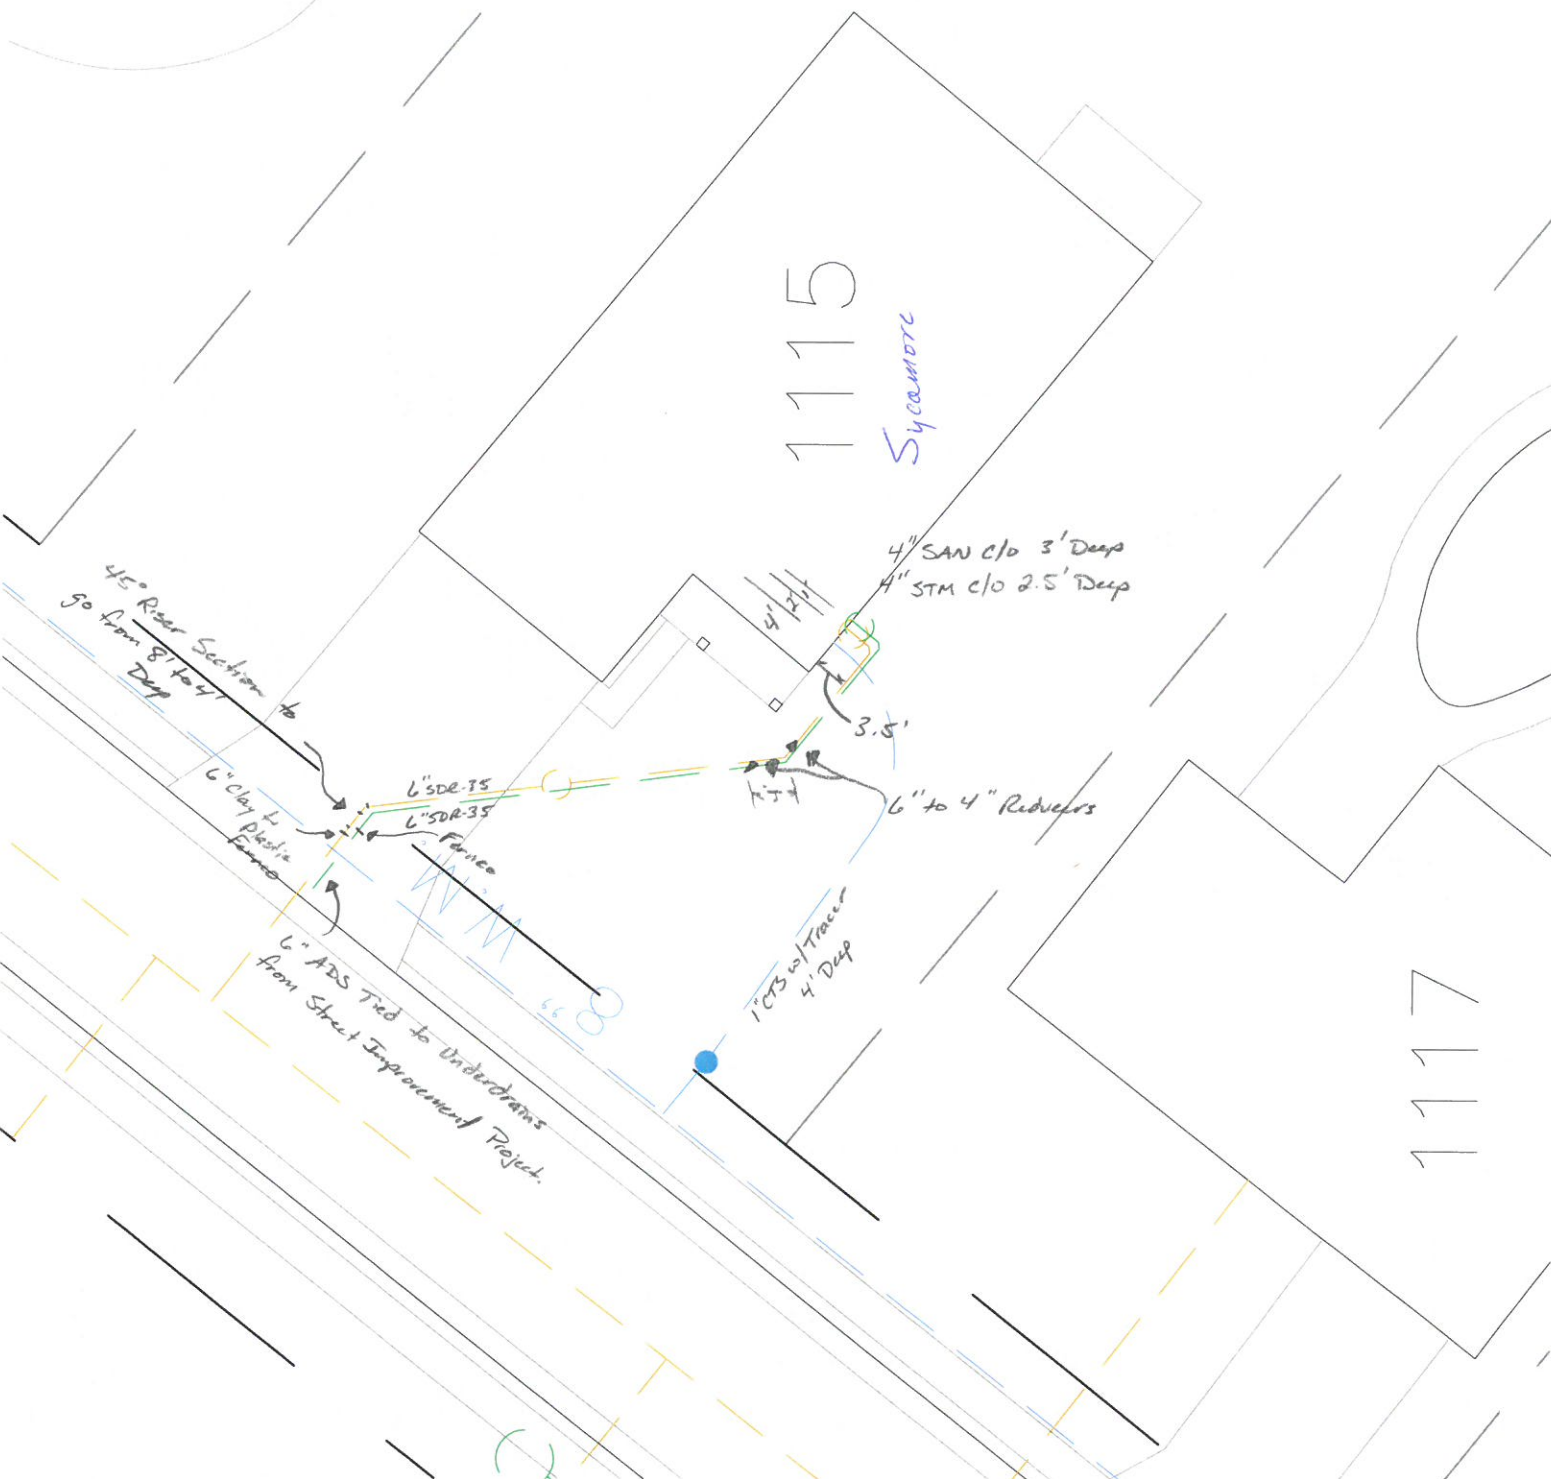 1115
Sycamore
4" SAN c/o 3' Deep
4" STM c/o 2.5' Deep
4'
2'
1'
3.5'
45° Riser Section to
go from 8' to 4'
Deep
6" Clay to
Plastic
Fernco
6" SDR-35
6" SDR-35
Fernco
6" to 4" Reducers
W.M.
8"
1" CTS w/ Tracer
4' Deep
6" ADS Tied to Underdrains
from Street Improvement Project.
1117